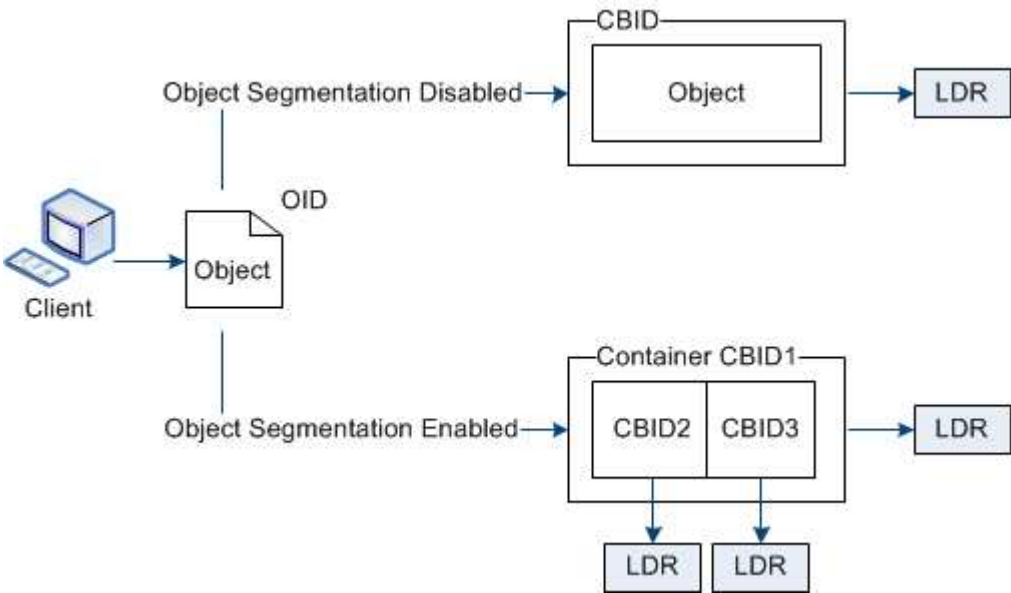 CBID
Object Segmentation Disabled
Object
LDR
OID
Object
Client
Container CBID1
Object Segmentation Enabled
CBID2
CBID3
LDR
LDR
LDR